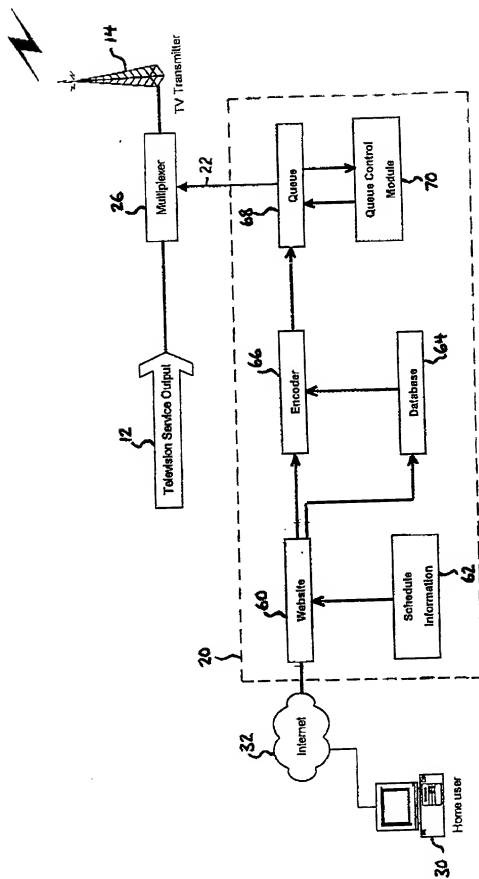 14
TV Transmitter
26
Multiplexer
12
Television Service Output
22
20
68
Queue
Queue Control
Module
70
66
Encoder
Database
64
60
Website
Schedule
Information
62
32
Internet
Home user
30